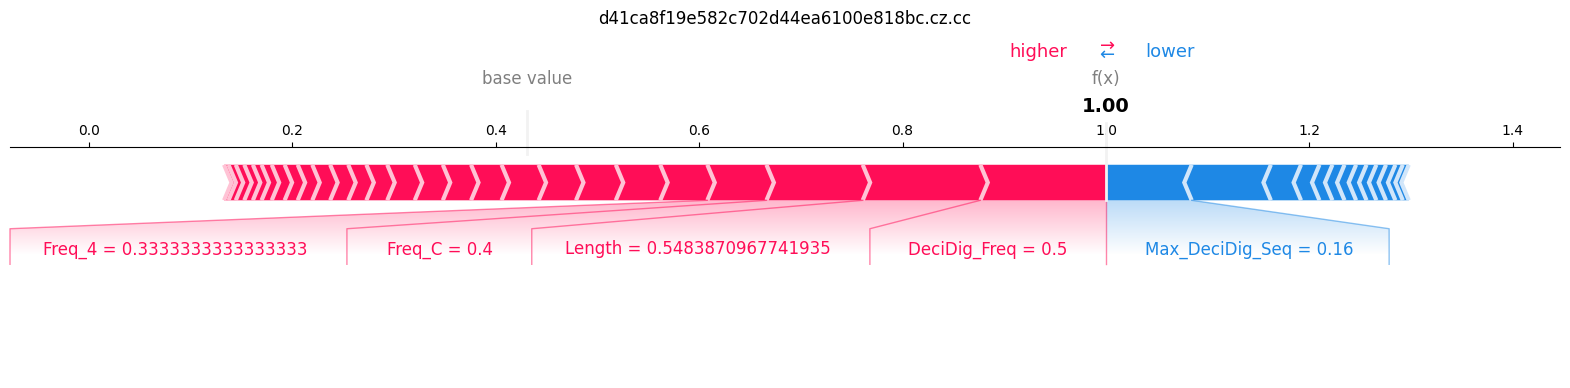 d41ca8f19e582c702d44ea6100e818bc.cz.cc
higher ⇄ lower
base value f(x)
1.00
0.0 0.2 0.4 0.6 0.8 1.0 1.2 1.4
Freq_4 = 0.3333333333333333 Freq_C = 0.4 Length = 0.5483870967741935 DeciDig_Freq = 0.5 Max_DeciDig_Seq = 0.16